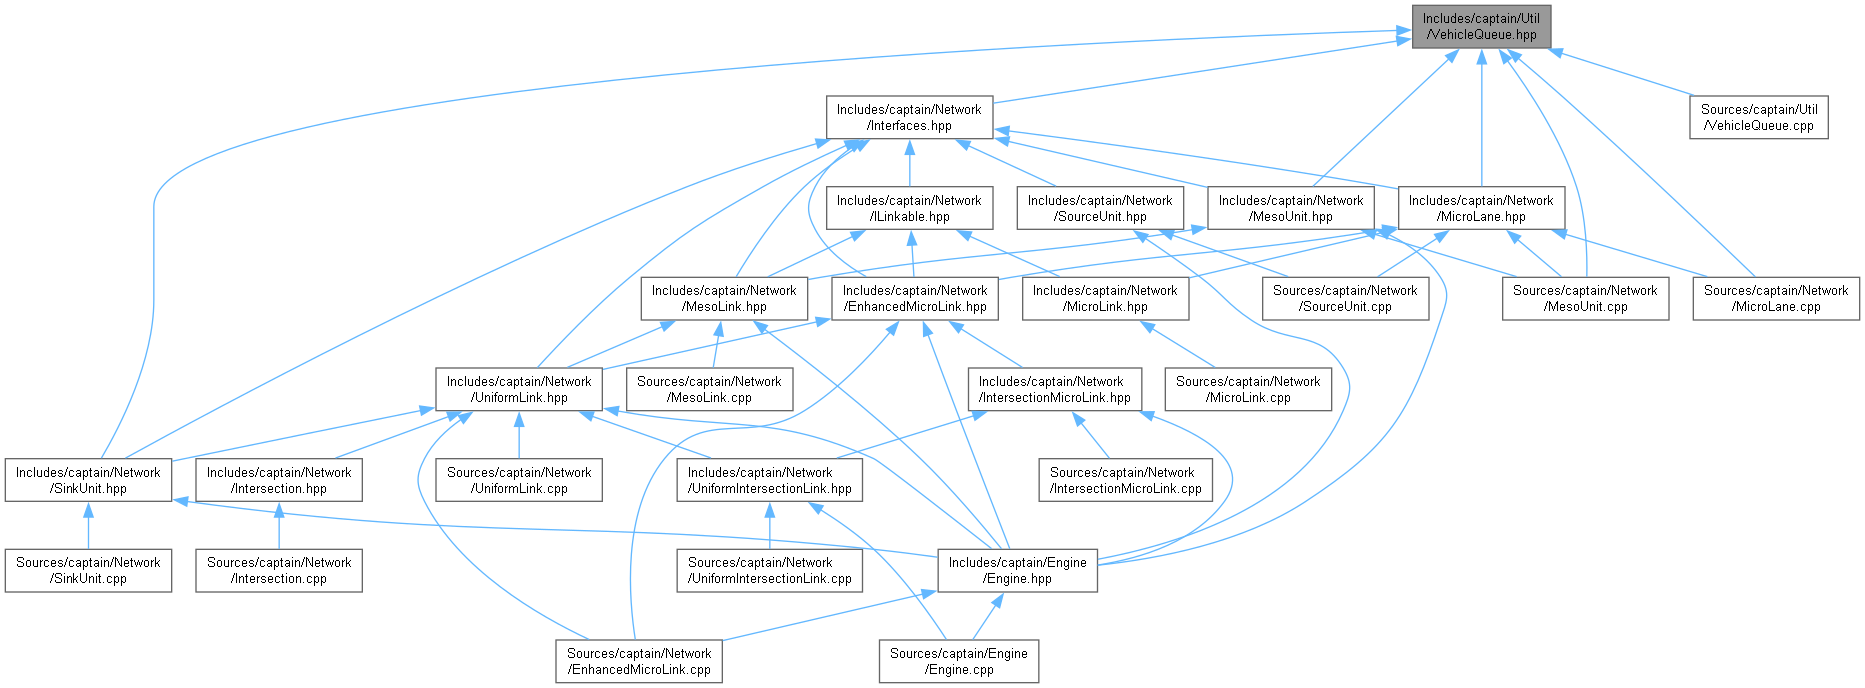 Includes/captain/Util
/VehicleQueue.hpp
Includes/captain/Network
/Interfaces.hpp
Sources/captain/Util
/VehicleQueue.cpp
Includes/captain/Network
/ILinkable.hpp
Includes/captain/Network
/SourceUnit.hpp
Includes/captain/Network
/MesoUnit.hpp
Includes/captain/Network
/MicroLane.hpp
Includes/captain/Network
/MesoLink.hpp
Includes/captain/Network
/EnhancedMicroLink.hpp
Includes/captain/Network
/MicroLink.hpp
Sources/captain/Network
/SourceUnit.cpp
Sources/captain/Network
/MesoUnit.cpp
Sources/captain/Network
/MicroLane.cpp
Includes/captain/Network
/UniformLink.hpp
Sources/captain/Network
/MesoLink.cpp
Includes/captain/Network
/IntersectionMicroLink.hpp
Sources/captain/Network
/MicroLink.cpp
Includes/captain/Network
/SinkUnit.hpp
Includes/captain/Network
/Intersection.hpp
Sources/captain/Network
/UniformLink.cpp
Includes/captain/Network
/UniformIntersectionLink.hpp
Sources/captain/Network
/IntersectionMicroLink.cpp
Sources/captain/Network
/SinkUnit.cpp
Sources/captain/Network
/Intersection.cpp
Sources/captain/Network
/UniformIntersectionLink.cpp
Includes/captain/Engine
/Engine.hpp
Sources/captain/Network
/EnhancedMicroLink.cpp
Sources/captain/Engine
/Engine.cpp